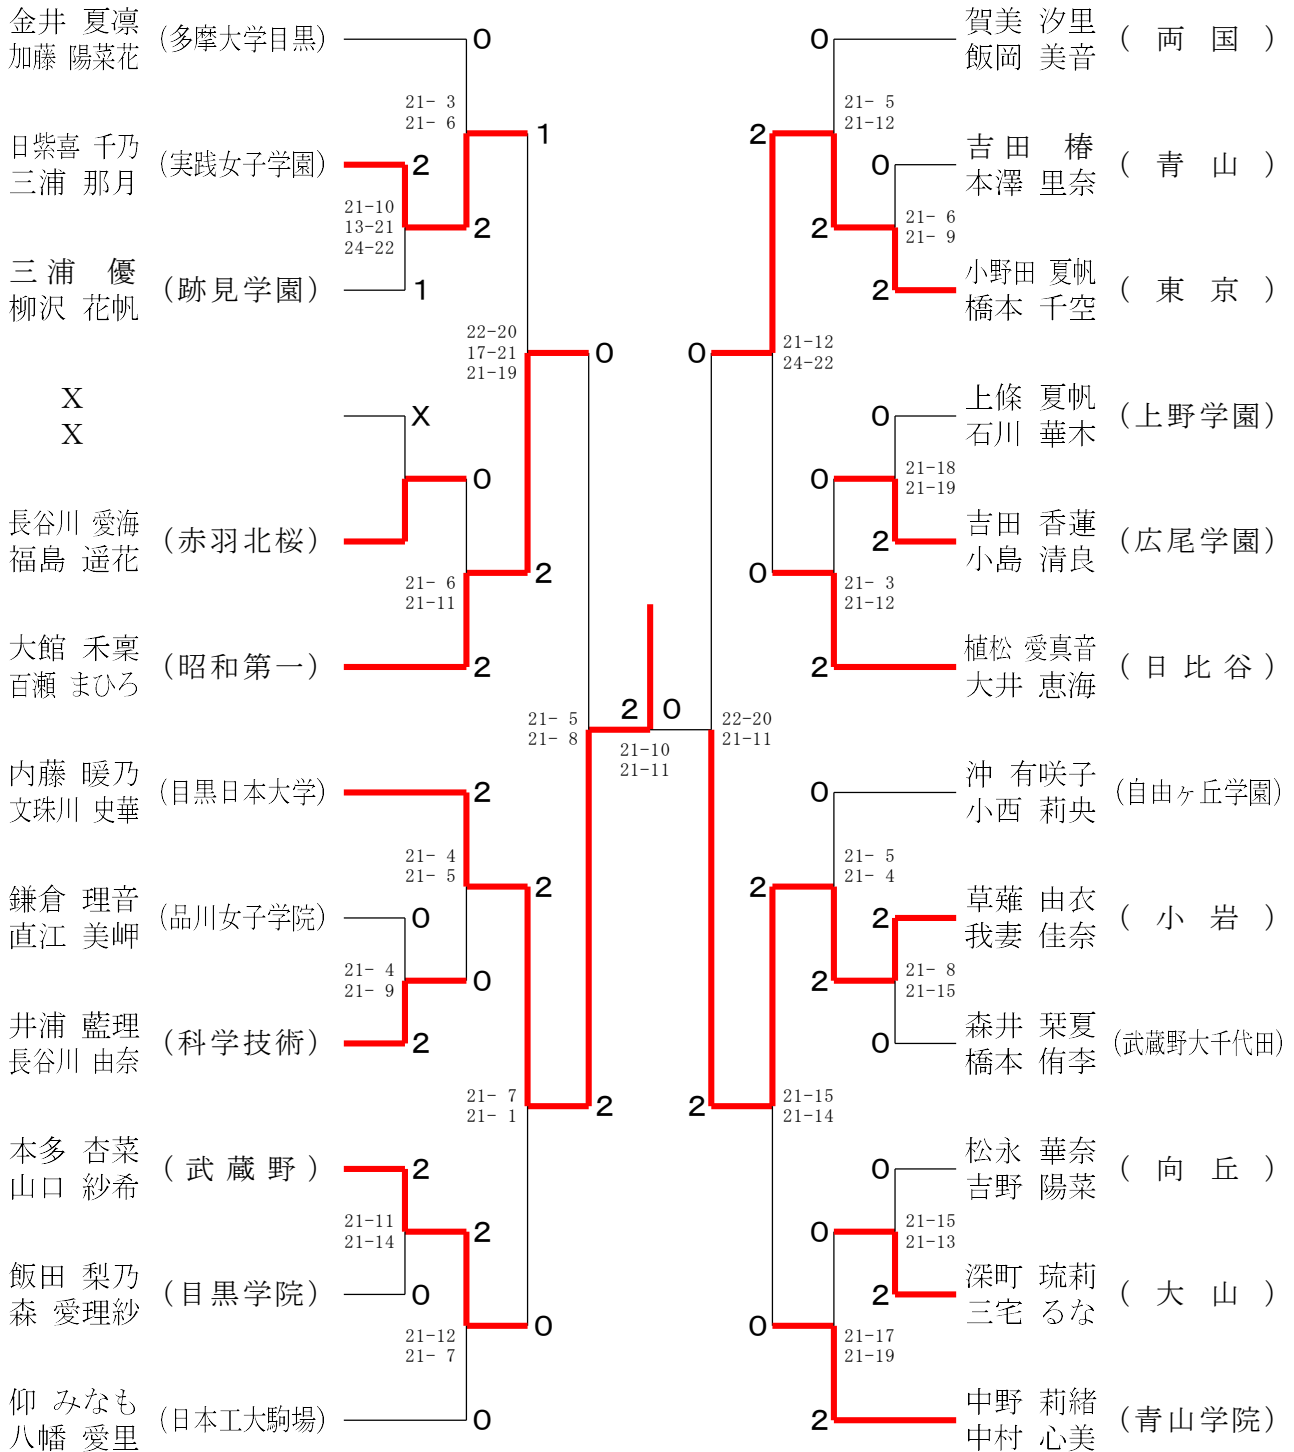 金井 夏凛
加藤 陽菜花
(多摩大学目黒)
0
21- 3
21- 6
1
日紫喜 千乃
三浦 那月
(実践女子学園)
2
21-10
13-21
24-22
2
三浦 優
柳沢 花帆
(跡見学園)
1
22-20
17-21
21-19
0
X
X
X
0
長谷川 愛海
福島 遥花
(赤羽北桜)
21- 6
21-11
2
大館 禾稟
百瀬 まひろ
(昭和第一)
2
21- 5
21- 8
2
0
21-10
21-11
内藤 暖乃
文珠川 史華
(目黒日本大学)
2
21- 4
21- 5
2
鎌倉 理音
直江 美岬
(品川女子学院)
0
21- 4
21- 9
0
井浦 藍理
長谷川 由奈
(科学技術)
2
21- 7
21- 1
2
本多 杏菜
山口 紗希
(武蔵野)
2
21-11
21-14
2
飯田 梨乃
森 愛理紗
(目黒学院)
0
21-12
21- 7
0
仰 みなも
八幡 愛里
(日本工大駒場)
0
0
賀美 汐里
飯岡 美音
(両国)
2
21- 5
21-12
0
吉田 椿
本澤 里奈
(青山)
2
21- 6
21- 9
2
小野田 夏帆
橋本 千空
(東京)
0
21-12
24-22
0
上條 夏帆
石川 華木
(上野学園)
0
21-18
21-19
2
吉田 香蓮
小島 清良
(広尾学園)
0
21- 3
21-12
2
植松 愛真音
大井 恵海
(日比谷)
22-20
21-11
0
沖 有咲子
小西 莉央
(自由ヶ丘学園)
2
21- 5
21- 4
2
草薙 由衣
我妻 佳奈
(小岩)
2
21- 8
21-15
0
森井 栞夏
橋本 侑李
(武蔵野大千代田)
2
21-15
21-14
0
松永 華奈
吉野 陽菜
(向丘)
0
21-15
21-13
2
深町 琉莉
三宅 るな
(大山)
0
21-17
21-19
2
中野 莉緒
中村 心美
(青山学院)